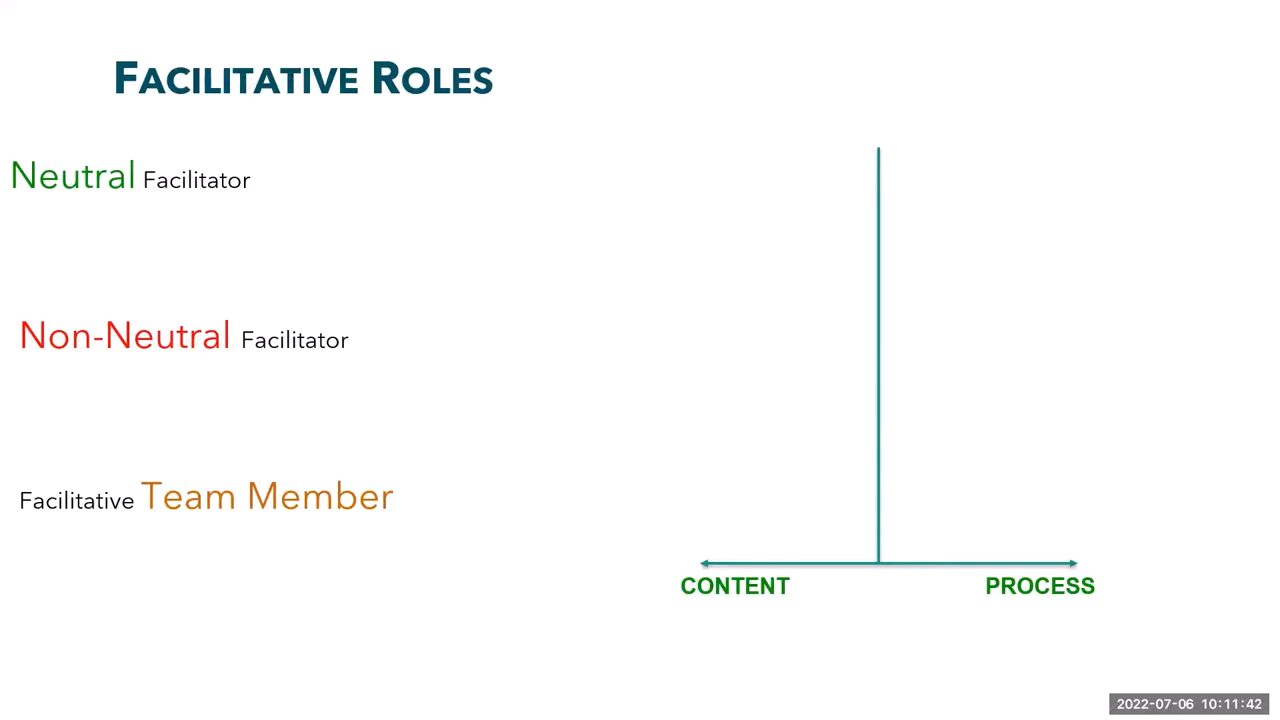 FACILITATIVE ROLES
Neutral Facilitator
Non-Neutral Facilitator
Facilitative Team Member
CONTENT
PROCESS
2022-07-06 10:11:42